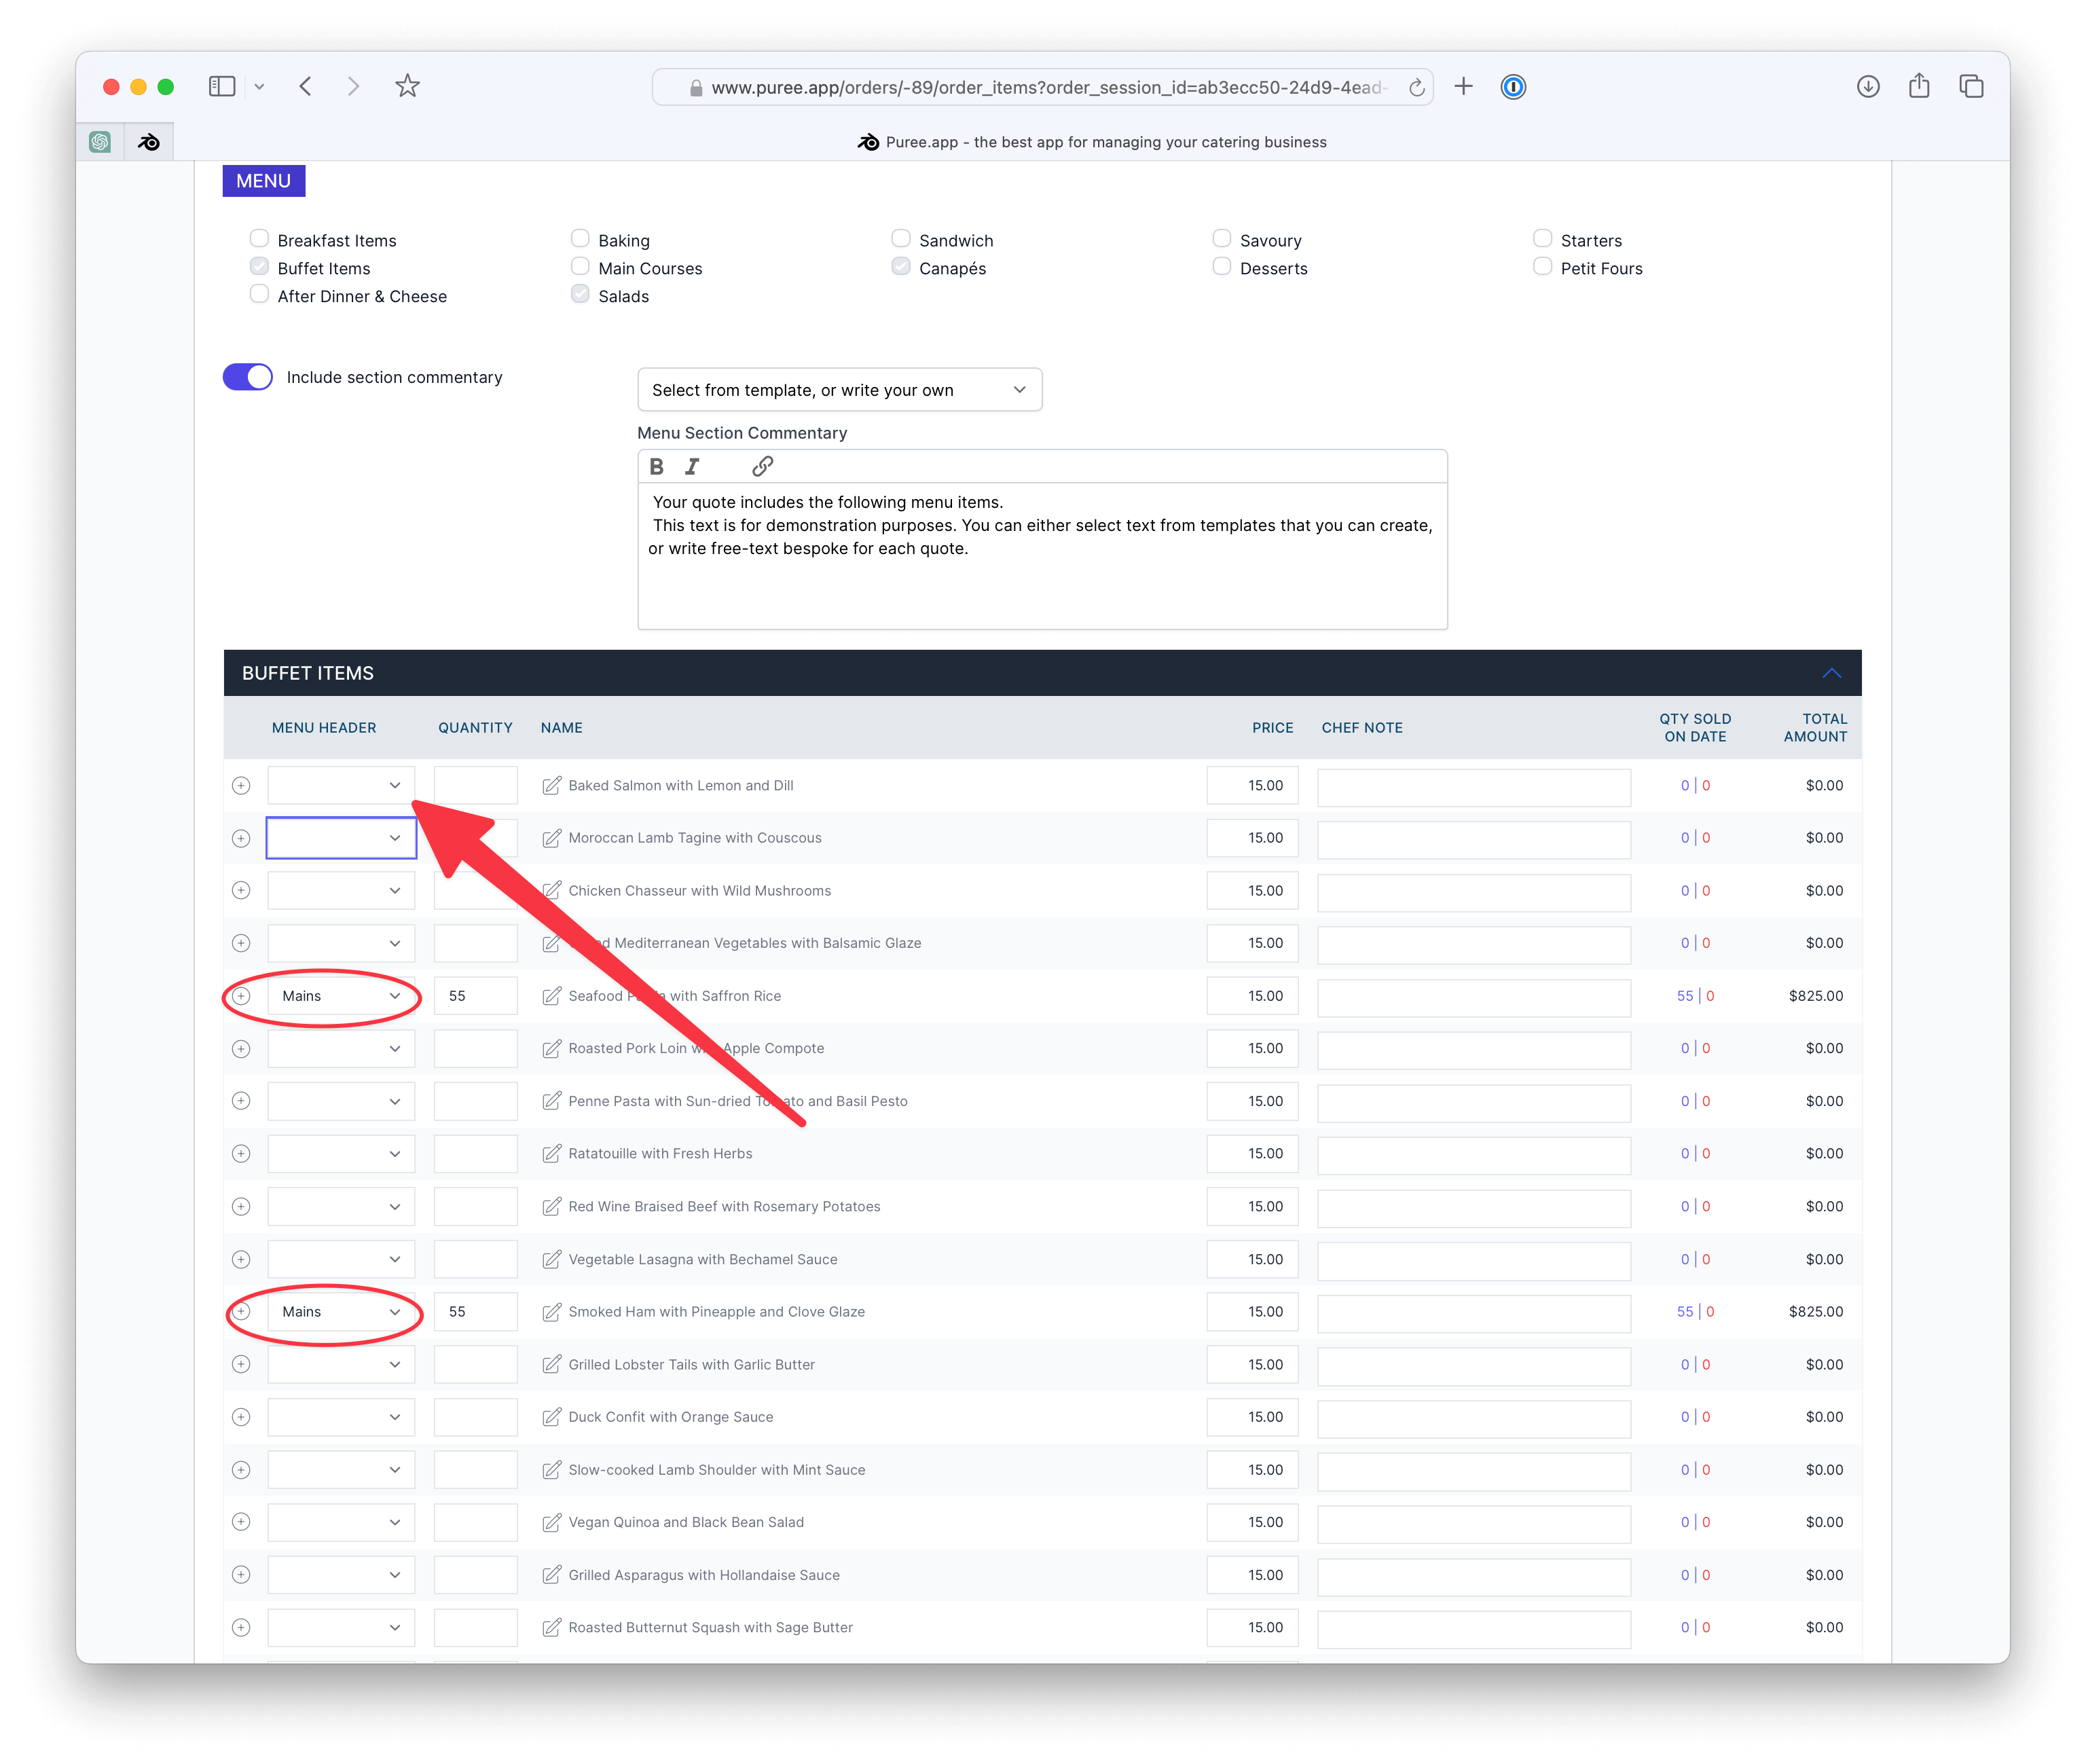 www.puree.app/orders/-89/order_items?order_session_id=ab3ecc50-24d9-4ead-
Puree.app - the best app for managing your catering business
MENU
Breakfast Items Baking Sandwich Savoury Starters
Buffet Items Main Courses Canapés Desserts Petit Fours
After Dinner & Cheese Salads
Include section commentary
Select from template, or write your own
Menu Section Commentary
B I
Your quote includes the following menu items.
This text is for demonstration purposes. You can either select text from templates that you can create,
or write free-text bespoke for each quote.
BUFFET ITEMS
MENU HEADER QUANTITY NAME PRICE CHEF NOTE QTY SOLD ON DATE TOTAL AMOUNT
Baked Salmon with Lemon and Dill 15.00 0 | 0 $0.00
Moroccan Lamb Tagine with Couscous 15.00 0 | 0 $0.00
Chicken Chasseur with Wild Mushrooms 15.00 0 | 0 $0.00
Mediterranean Vegetables with Balsamic Glaze 15.00 0 | 0 $0.00
Mains 55 Seafood with Saffron Rice 15.00 55 | 0 $825.00
Roasted Pork Loin Apple Compote 15.00 0 | 0 $0.00
Penne Pasta with Sun-dried Tomato and Basil Pesto 15.00 0 | 0 $0.00
Ratatouille with Fresh Herbs 15.00 0 | 0 $0.00
Red Wine Braised Beef with Rosemary Potatoes 15.00 0 | 0 $0.00
Vegetable Lasagna with Bechamel Sauce 15.00 0 | 0 $0.00
Mains 55 Smoked Ham with Pineapple and Clove Glaze 15.00 55 | 0 $825.00
Grilled Lobster Tails with Garlic Butter 15.00 0 | 0 $0.00
Duck Confit with Orange Sauce 15.00 0 | 0 $0.00
Slow-cooked Lamb Shoulder with Mint Sauce 15.00 0 | 0 $0.00
Vegan Quinoa and Black Bean Salad 15.00 0 | 0 $0.00
Grilled Asparagus with Hollandaise Sauce 15.00 0 | 0 $0.00
Roasted Butternut Squash with Sage Butter 15.00 0 | 0 $0.00